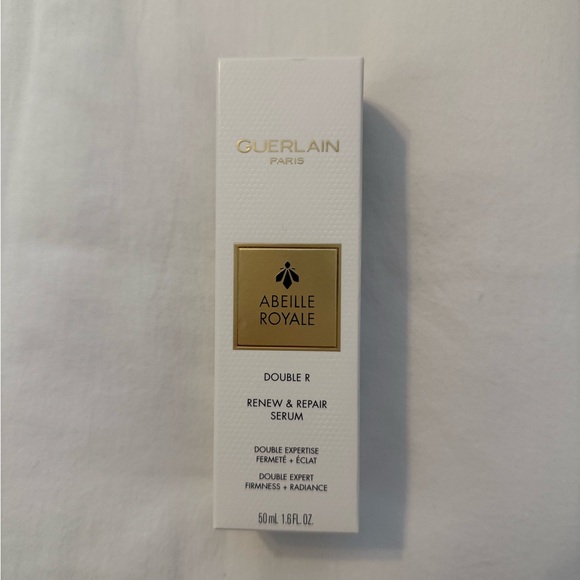 GUERLAIN
PARIS
ABEILLE
ROYALE
DOUBLE R
RENEW & REPAIR
SERUM
DOUBLE EXPERTISE
FERMETÉ + ÉCLAT
DOUBLE EXPERT
FIRMNESS + RADIANCE
50 mL 1.6 FL. OZ.